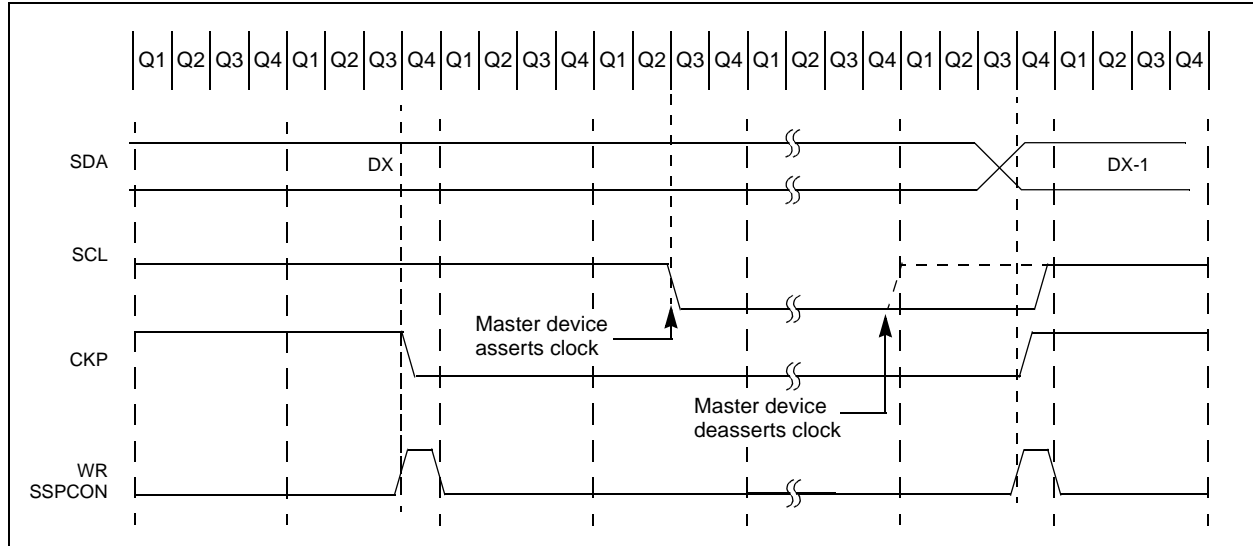 Q1 Q2 Q3 Q4 Q1 Q2 Q3 Q4 Q1 Q2 Q3 Q4 Q1 Q2 Q3 Q4 Q1 Q2 Q3 Q4 Q1 Q2 Q3 Q4 Q1 Q2 Q3 Q4
SDA
DX
DX-1
SCL
Master device
asserts clock
CKP
Master device
deasserts clock
WR
SSPCON